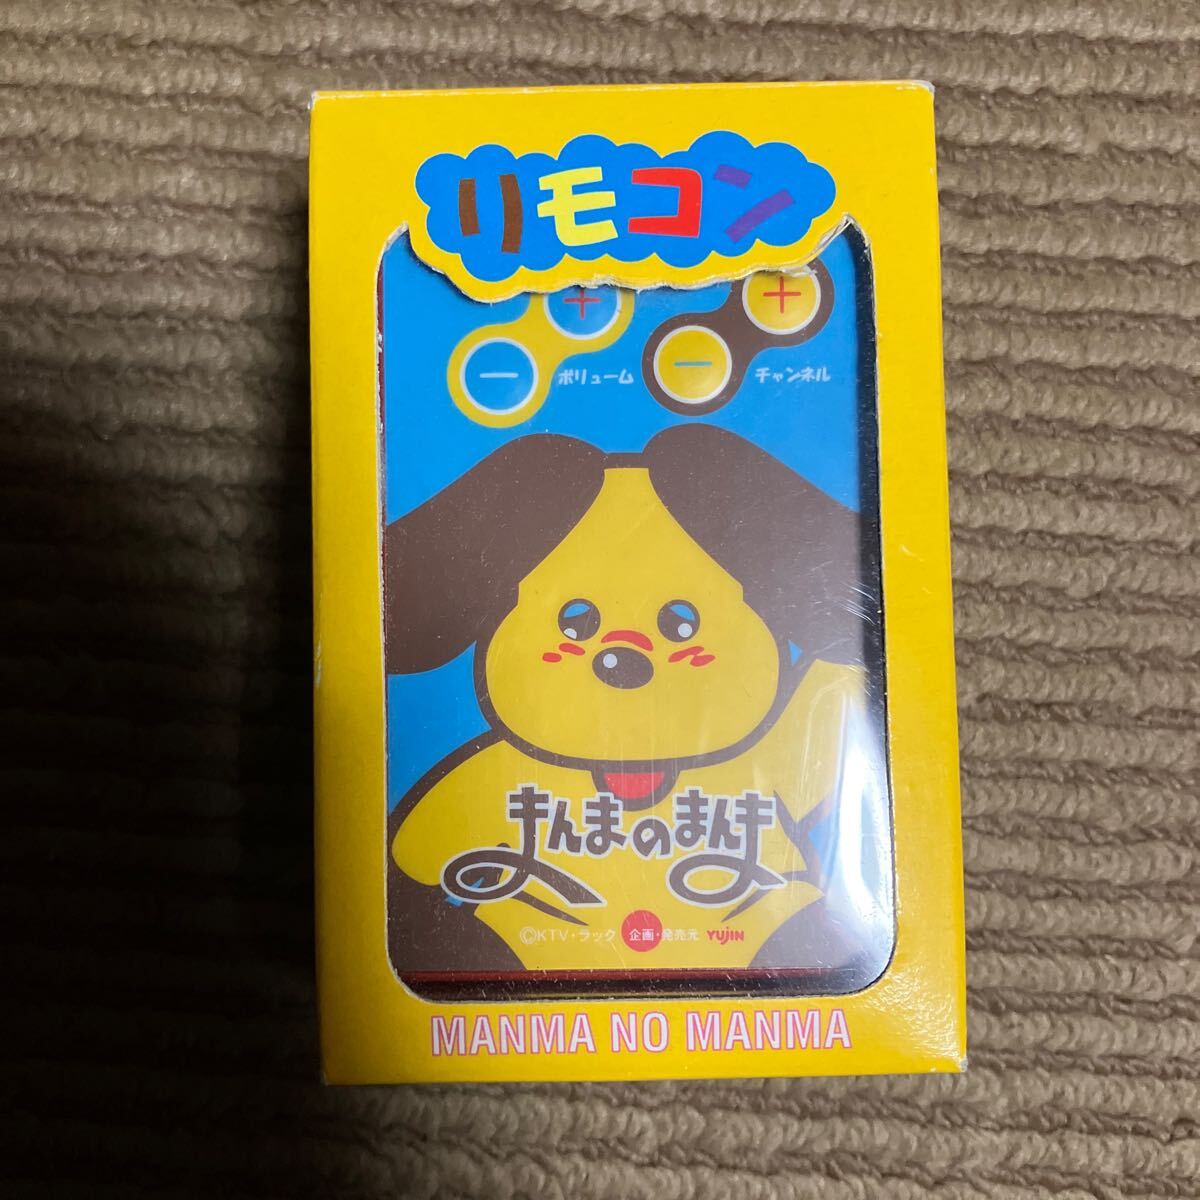 リモコン
+ +
- ボリューム - チャンネル
まんまのまんま
©KTV・ラック 企画・発売元 YUJIN
MANMA NO MANMA